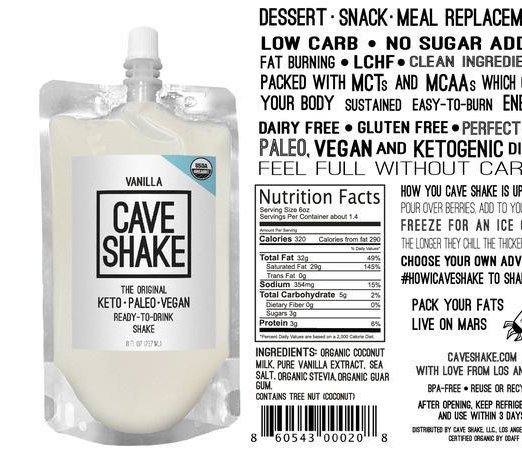 USDA
ORGANIC
VANILLA
CAVE
SHAKE
THE ORIGINAL
KETO · PALEO · VEGAN
READY-TO-DRINK
SHAKE
8 FL OZ (237 ML)
DESSERT · SNACK · MEAL REPLACEM
LOW CARB • NO SUGAR ADD
FAT BURNING • LCHF • CLEAN INGREDIE
PACKED WITH MCTs AND MCAAs WHICH
YOUR BODY SUSTAINED EASY-TO-BURN ENE
DAIRY FREE • GLUTEN FREE • PERFECT
PALEO, VEGAN AND KETOGENIC DI
FEEL FULL WITHOUT CAR
Nutrition Facts
Serving Size 6oz
Servings Per Container about 1.4
Amount Per Serving
Calories 320 Calories from fat 290
% Daily Value*
Total Fat 32g 49%
Saturated Fat 29g 145%
Trans Fat 0g
Sodium 354mg 15%
Total Carbohydrate 5g 2%
Dietary Fiber 0g 0%
Sugars 3g
Protein 3g 6%
*Percent Daily Values are based on a 2,000 Calorie Diet.
INGREDIENTS: ORGANIC COCONUT
MILK, PURE VANILLA EXTRACT, SEA
SALT, ORGANIC STEVIA, ORGANIC GUAR
GUM.
CONTAINS TREE NUT (COCONUT)
8 60543 00020 8
HOW YOU CAVE SHAKE IS UP
POUR OVER BERRIES, ADD TO YOU
FREEZE FOR AN ICE
THE LONGER THEY CHILL THE THICKE
CHOOSE YOUR OWN ADV
#HOWICAVESHAKE TO SHA
PACK YOUR FATS
LIVE ON MARS
CAVESHAKE.COM
WITH LOVE FROM LOS AN
BPA-FREE • REUSE OR RECY
AFTER OPENING, KEEP REFRIGE
AND USE WITHIN 3 DAYS
DISTRIBUTED BY CAVE SHAKE, LLC, LOS ANGE
CERTIFIED ORGANIC BY QDAFF